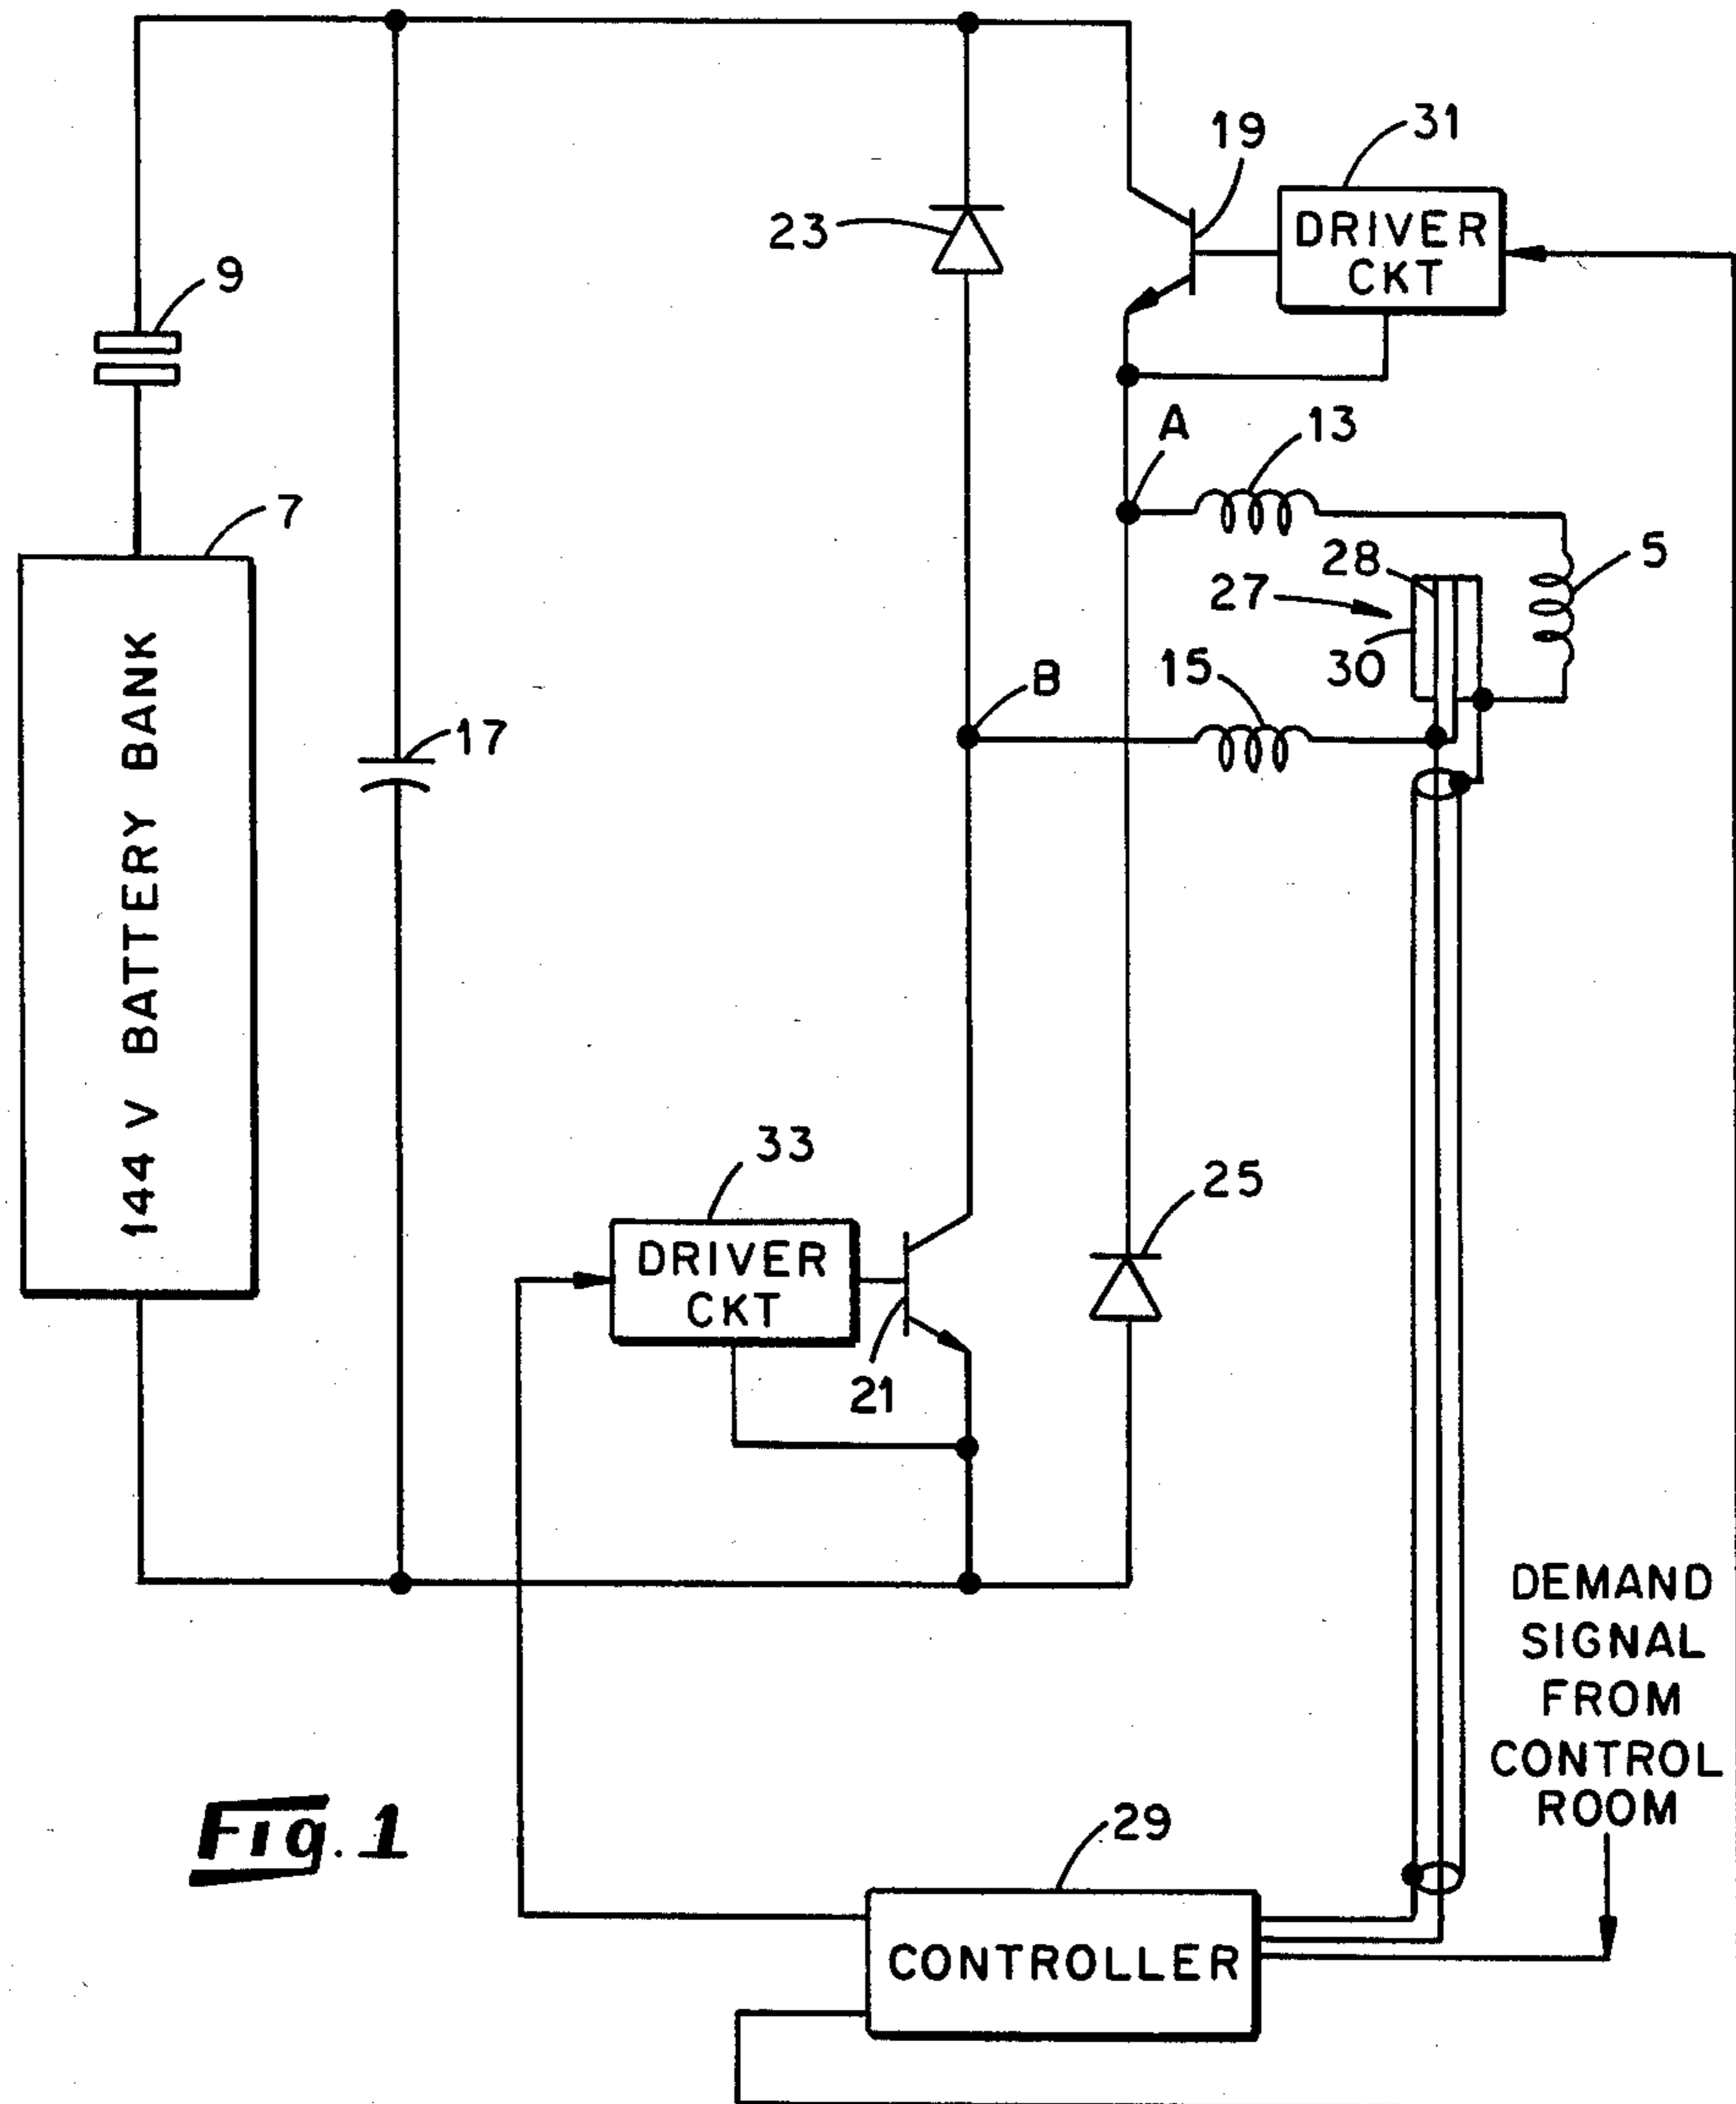 19
31
DRIVER
CKT
23
9
A
13
7
28
5
27
30
B
15
17
144 V BATTERY BANK
33
DRIVER
CKT
25
21
DEMAND
SIGNAL
FROM
CONTROL
ROOM
Fig. 1
29
CONTROLLER